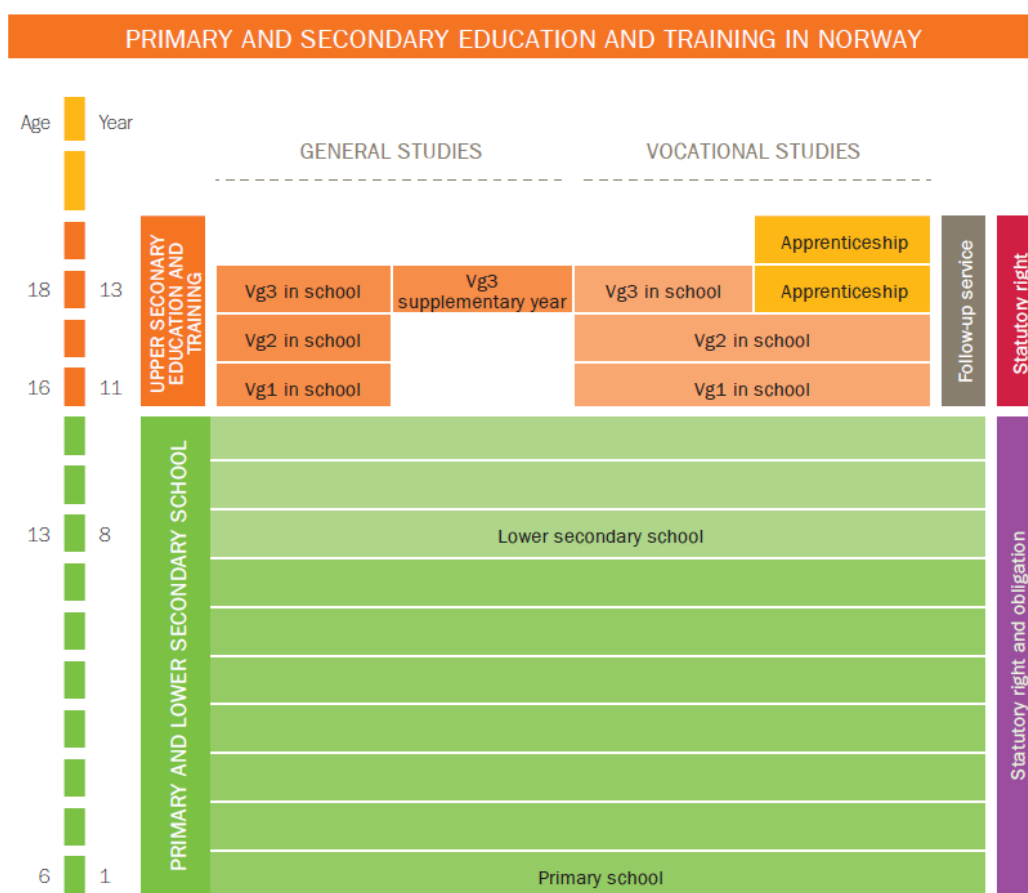 PRIMARY AND SECONDARY EDUCATION AND TRAINING IN NORWAY
Age
Year
GENERAL STUDIES
VOCATIONAL STUDIES
UPPER SECONDARY
EDUCATION AND
TRAINING
Apprenticeship
18
13
Vg3 in school
Vg3
supplementary year
Vg3 in school
Apprenticeship
Vg2 in school
Vg2 in school
16
11
Vg1 in school
Vg1 in school
Follow-up service
Statutory right
PRIMARY AND LOWER SECONDARY SCHOOL
13
8
Lower secondary school
Statutory right and obligation
6
1
Primary school